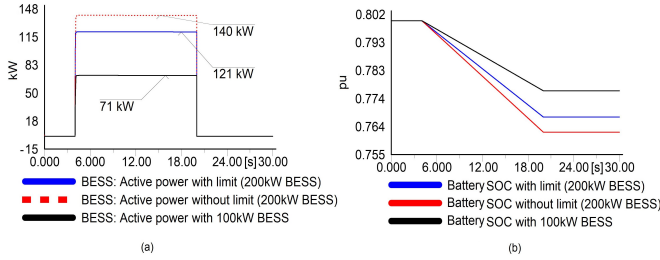 148
115
83
50
18
-15
kW
140 kW
121 kW
71 kW
0.000 6.00 12.00 18.00 24.00 [s] 30.00
BESS: Active power with limit (200kW BESS)
BESS: Active power without limit (200kW BESS)
BESS: Active power with 100kW BESS
(a)
0.802
0.793
0.783
0.774
0.764
0.755
pu
0.000 6.00 12.00 18.00 24.00 [s] 30.00
Battery SOC with limit (200kW BESS)
Battery SOC without limit (200kW BESS)
Battery SOC with 100kW BESS
(b)